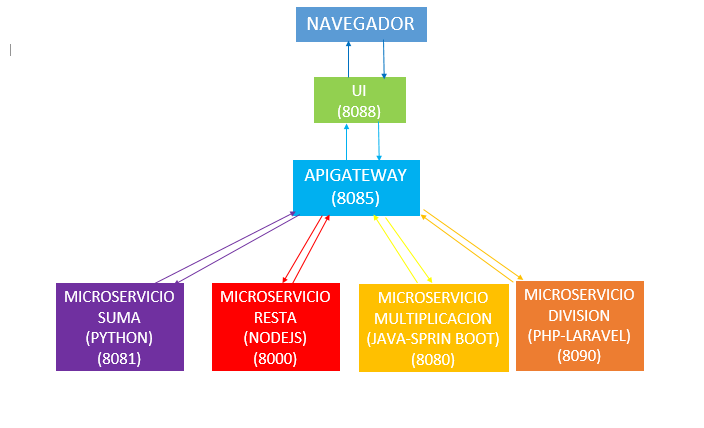 NAVEGADOR
UI
(8088)
APIGATEWAY
(8085)
MICROSERVICIO
SUMA
(PYTHON)
(8081)
MICROSERVICIO
RESTA
(NODEJS)
(8000)
MICROSERVICIO
MULTIPLICACION
(JAVA-SPRIN BOOT)
(8080)
MICROSERVICIO
DIVISION
(PHP-LARAVEL)
(8090)